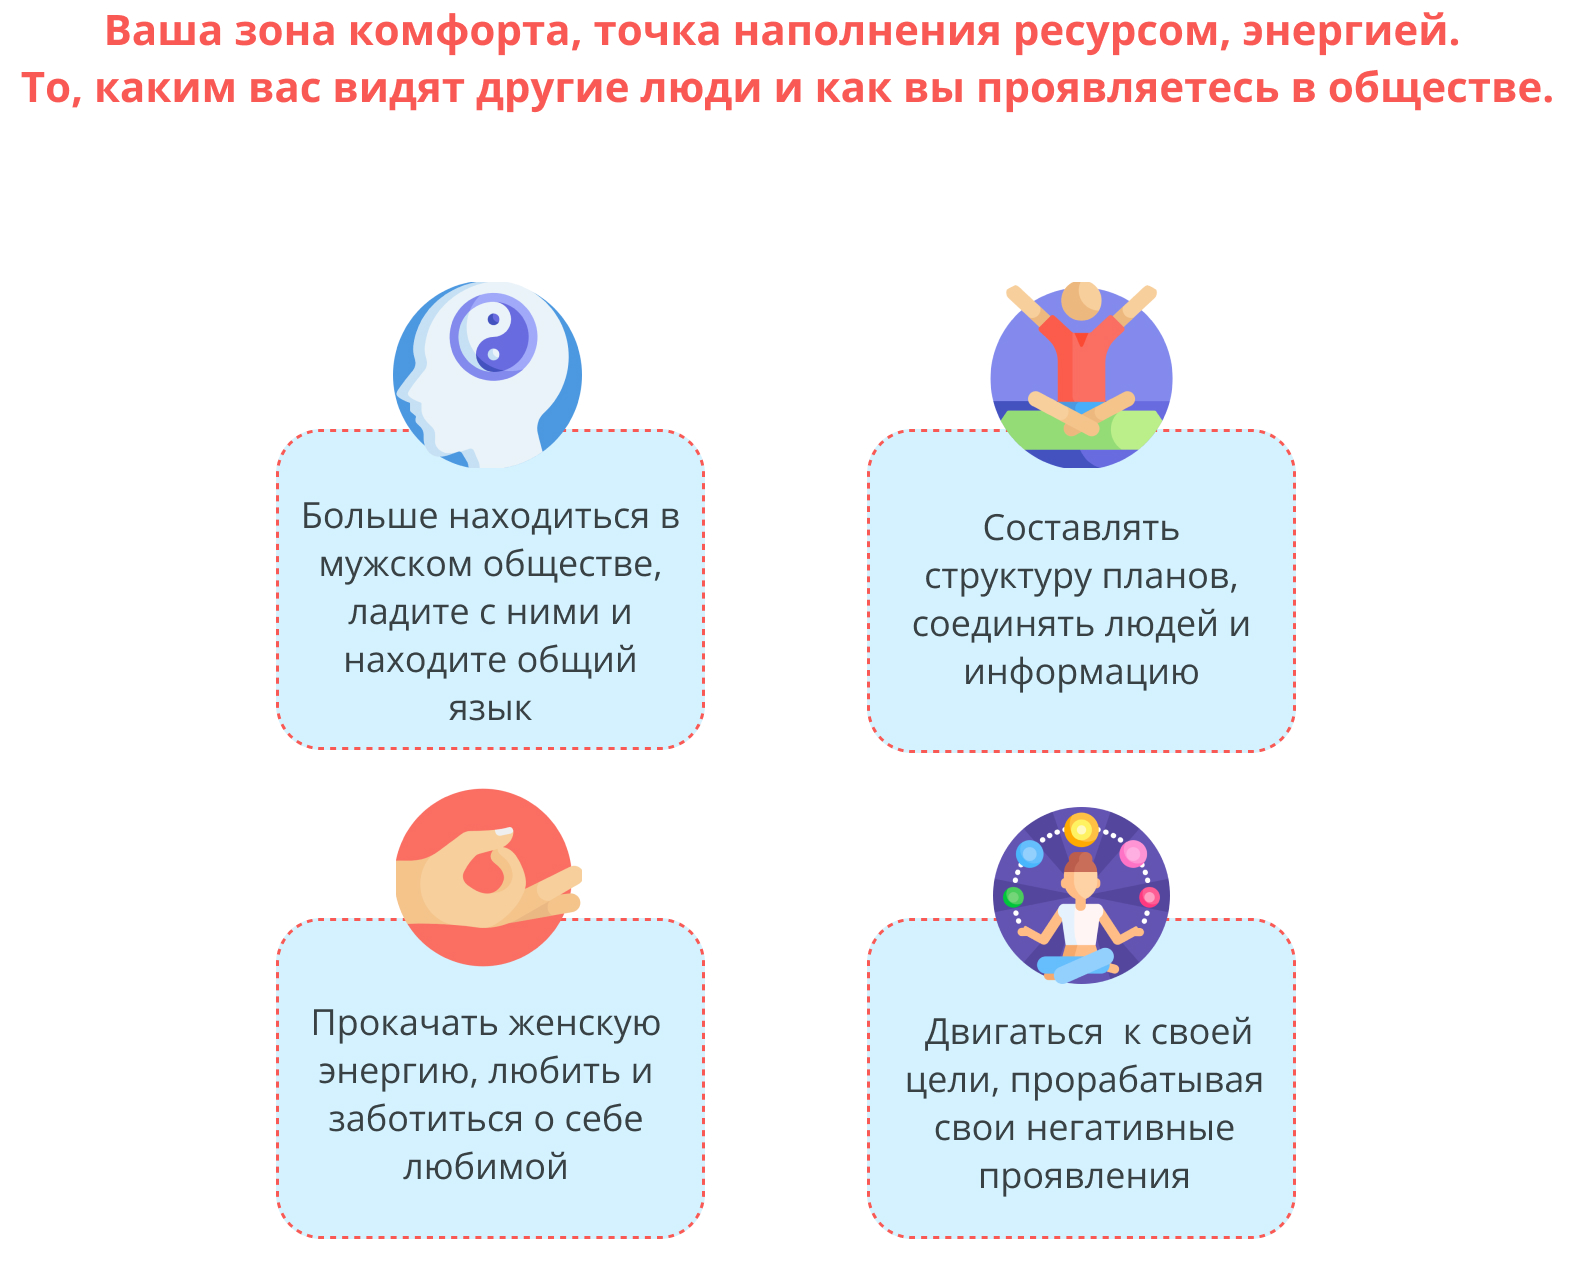 Ваша зона комфорта, точка наполнения ресурсом, энергией.
То, каким вас видят другие люди и как вы проявляетесь в обществе.
Больше находиться в
мужском обществе,
ладите с ними и
находите общий
язык
Составлять
структуру планов,
соединять людей и
информацию
Прокачать женскую
энергию, любить и
заботиться о себе
любимой
Двигаться  к своей
цели, прорабатывая
свои негативные
проявления